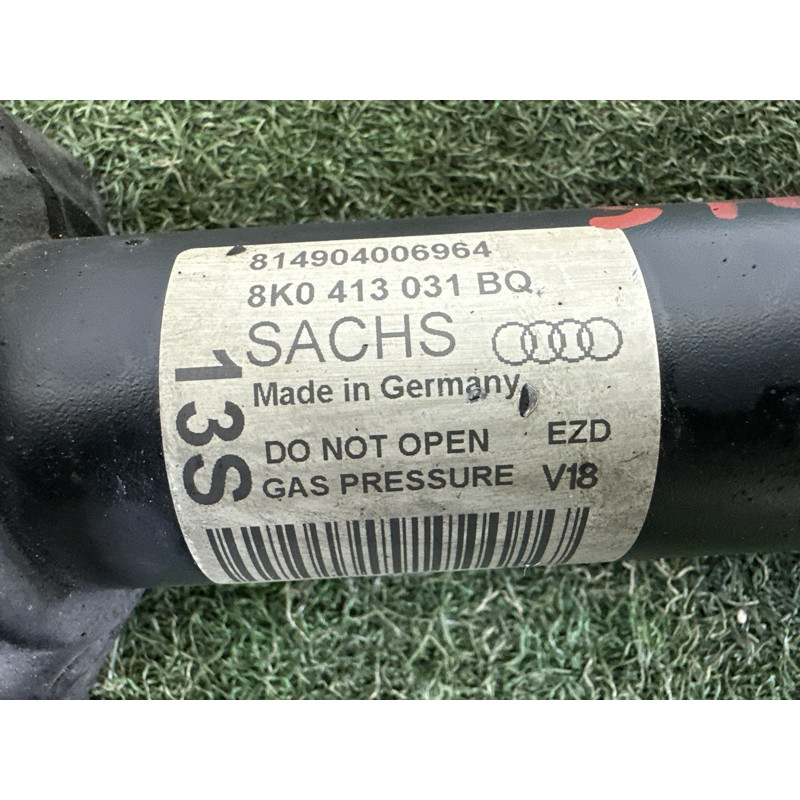 814904006964
8K0 413 031 BQ
SACHS
Made in Germany
13S
DO NOT OPEN EZD
GAS PRESSURE V18